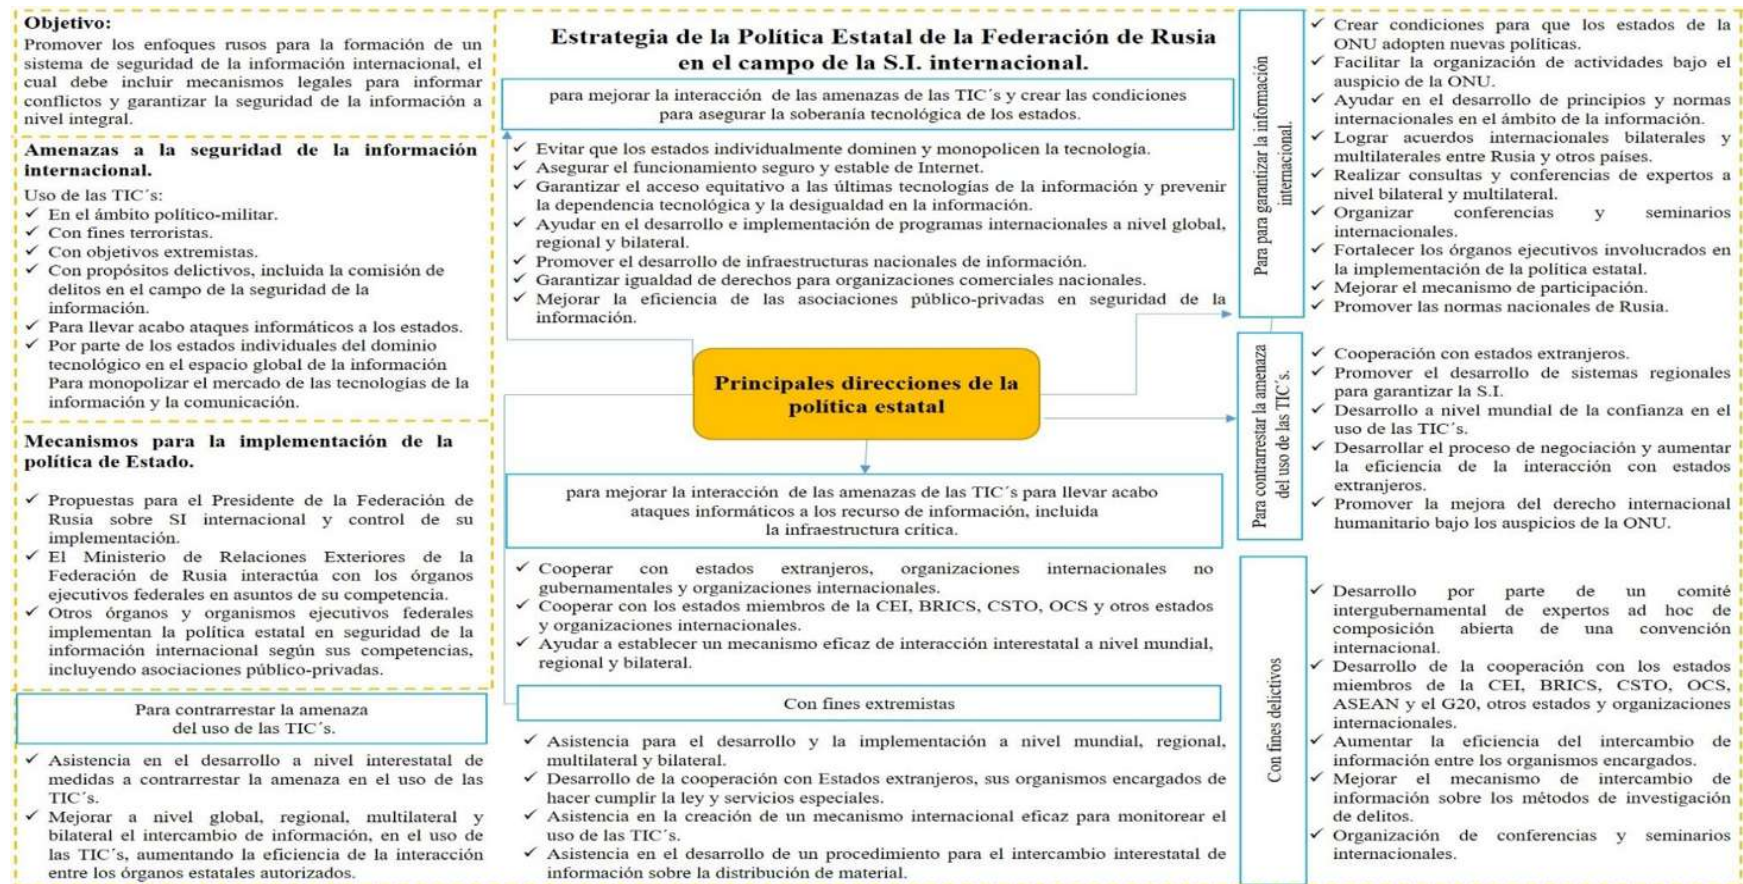 Objetivo:
Promover los enfoques rusos para la formación de un
sistema de seguridad de la información internacional, el
cual debe incluir mecanismos legales para informar
conflictos y garantizar la seguridad de la información a
nivel integral.
Amenazas a la seguridad de la información
internacional.
Uso de las TIC´s:
✓ En el ámbito político-militar.
✓ Con fines terroristas.
✓ Con objetivos extremistas.
✓ Con propósitos delictivos, incluida la comisión de
delitos en el campo de la seguridad de la
información.
✓ Para llevar acabo ataques informáticos a los estados.
✓ Por parte de los estados individuales del dominio
tecnológico en el espacio global de la información
Para monopolizar el mercado de las tecnologías de la
información y la comunicación.
Mecanismos para la implementación de la
política de Estado.
✓ Propuestas para el Presidente de la Federación de
Rusia sobre SI internacional y control de su
implementación.
✓ El Ministerio de Relaciones Exteriores de la
Federación de Rusia interactúa con los órganos
ejecutivos federales en asuntos de su competencia.
✓ Otros órganos y organismos ejecutivos federales
implementan la política estatal en seguridad de la
información internacional según sus competencias,
incluyendo asociaciones público-privadas.
Para contrarrestar la amenaza
del uso de las TIC´s.
✓ Asistencia en el desarrollo a nivel interestatal de
medidas a contrarrestar la amenaza en el uso de las
TIC´s.
✓ Mejorar a nivel global, regional, multilateral y
bilateral el intercambio de información, en el uso de
las TIC´s, aumentando la eficiencia de la interacción
entre los órganos estatales autorizados.
Estrategia de la Política Estatal de la Federación de Rusia
en el campo de la S.I. internacional.
para mejorar la interacción de las amenazas de las TIC´s y crear las condiciones
para asegurar la soberanía tecnológica de los estados.
✓ Evitar que los estados individualmente dominen y monopolicen la tecnología.
✓ Asegurar el funcionamiento seguro y estable de Internet.
✓ Garantizar el acceso equitativo a las últimas tecnologías de la información y prevenir
la dependencia tecnológica y la desigualdad en la información.
✓ Ayudar en el desarrollo e implementación de programas internacionales a nivel global,
regional y bilateral.
✓ Promover el desarrollo de infraestructuras nacionales de información.
✓ Garantizar igualdad de derechos para organizaciones comerciales nacionales.
✓ Mejorar la eficiencia de las asociaciones público-privadas en seguridad de la
información.
Principales direcciones de la
política estatal
para mejorar la interacción de las amenazas de las TIC´s para llevar acabo
ataques informáticos a los recurso de información, incluida
la infraestructura crítica.
✓ Cooperar con estados extranjeros, organizaciones internacionales no
gubernamentales y organizaciones internacionales.
✓ Cooperar con los estados miembros de la CEI, BRICS, CSTO, OCS y otros estados
y organizaciones internacionales.
✓ Ayudar a establecer un mecanismo eficaz de interacción interestatal a nivel mundial,
regional y bilateral.
Con fines extremistas
✓ Asistencia para el desarrollo y la implementación a nivel mundial, regional,
multilateral y bilateral.
✓ Desarrollo de la cooperación con Estados extranjeros, sus organismos encargados de
hacer cumplir la ley y servicios especiales.
✓ Asistencia en la creación de un mecanismo internacional eficaz para monitorear el
uso de las TIC´s.
✓ Asistencia en el desarrollo de un procedimiento para el intercambio interestatal de
información sobre la distribución de material.
Para para garantizar la información
internacional.
✓ Crear condiciones para que los estados de la
ONU adopten nuevas políticas.
✓ Facilitar la organización de actividades bajo el
auspicio de la ONU.
✓ Ayudar en el desarrollo de principios y normas
internacionales en el ámbito de la información.
✓ Lograr acuerdos internacionales bilaterales y
multilaterales entre Rusia y otros países.
✓ Realizar consultas y conferencias de expertos a
nivel bilateral y multilateral.
✓ Organizar conferencias y seminarios
internacionales.
✓ Fortalecer los órganos ejecutivos involucrados en
la implementación de la política estatal.
✓ Mejorar el mecanismo de participación.
✓ Promover las normas nacionales de Rusia.
Para contrarrestar la amenaza
del uso de las TIC´s.
✓ Cooperación con estados extranjeros.
✓ Promover el desarrollo de sistemas regionales
para garantizar la S.I.
✓ Desarrollo a nivel mundial de la confianza en el
uso de las TIC´s.
✓ Desarrollar el proceso de negociación y aumentar
la eficiencia de la interacción con estados
extranjeros.
✓ Promover la mejora del derecho internacional
humanitario bajo los auspicios de la ONU.
Con fines delictivos
✓ Desarrollo por parte de un comité
intergubernamental de expertos ad hoc de
composición abierta de una convención
internacional.
✓ Desarrollo de la cooperación con los estados
miembros de la CEI, BRICS, CSTO, OCS,
ASEAN y el G20, otros estados y organizaciones
internacionales.
✓ Aumentar la eficiencia del intercambio de
información entre los organismos encargados.
✓ Mejorar el mecanismo de intercambio de
información sobre los métodos de investigación
de delitos.
✓ Organización de conferencias y seminarios
internacionales.